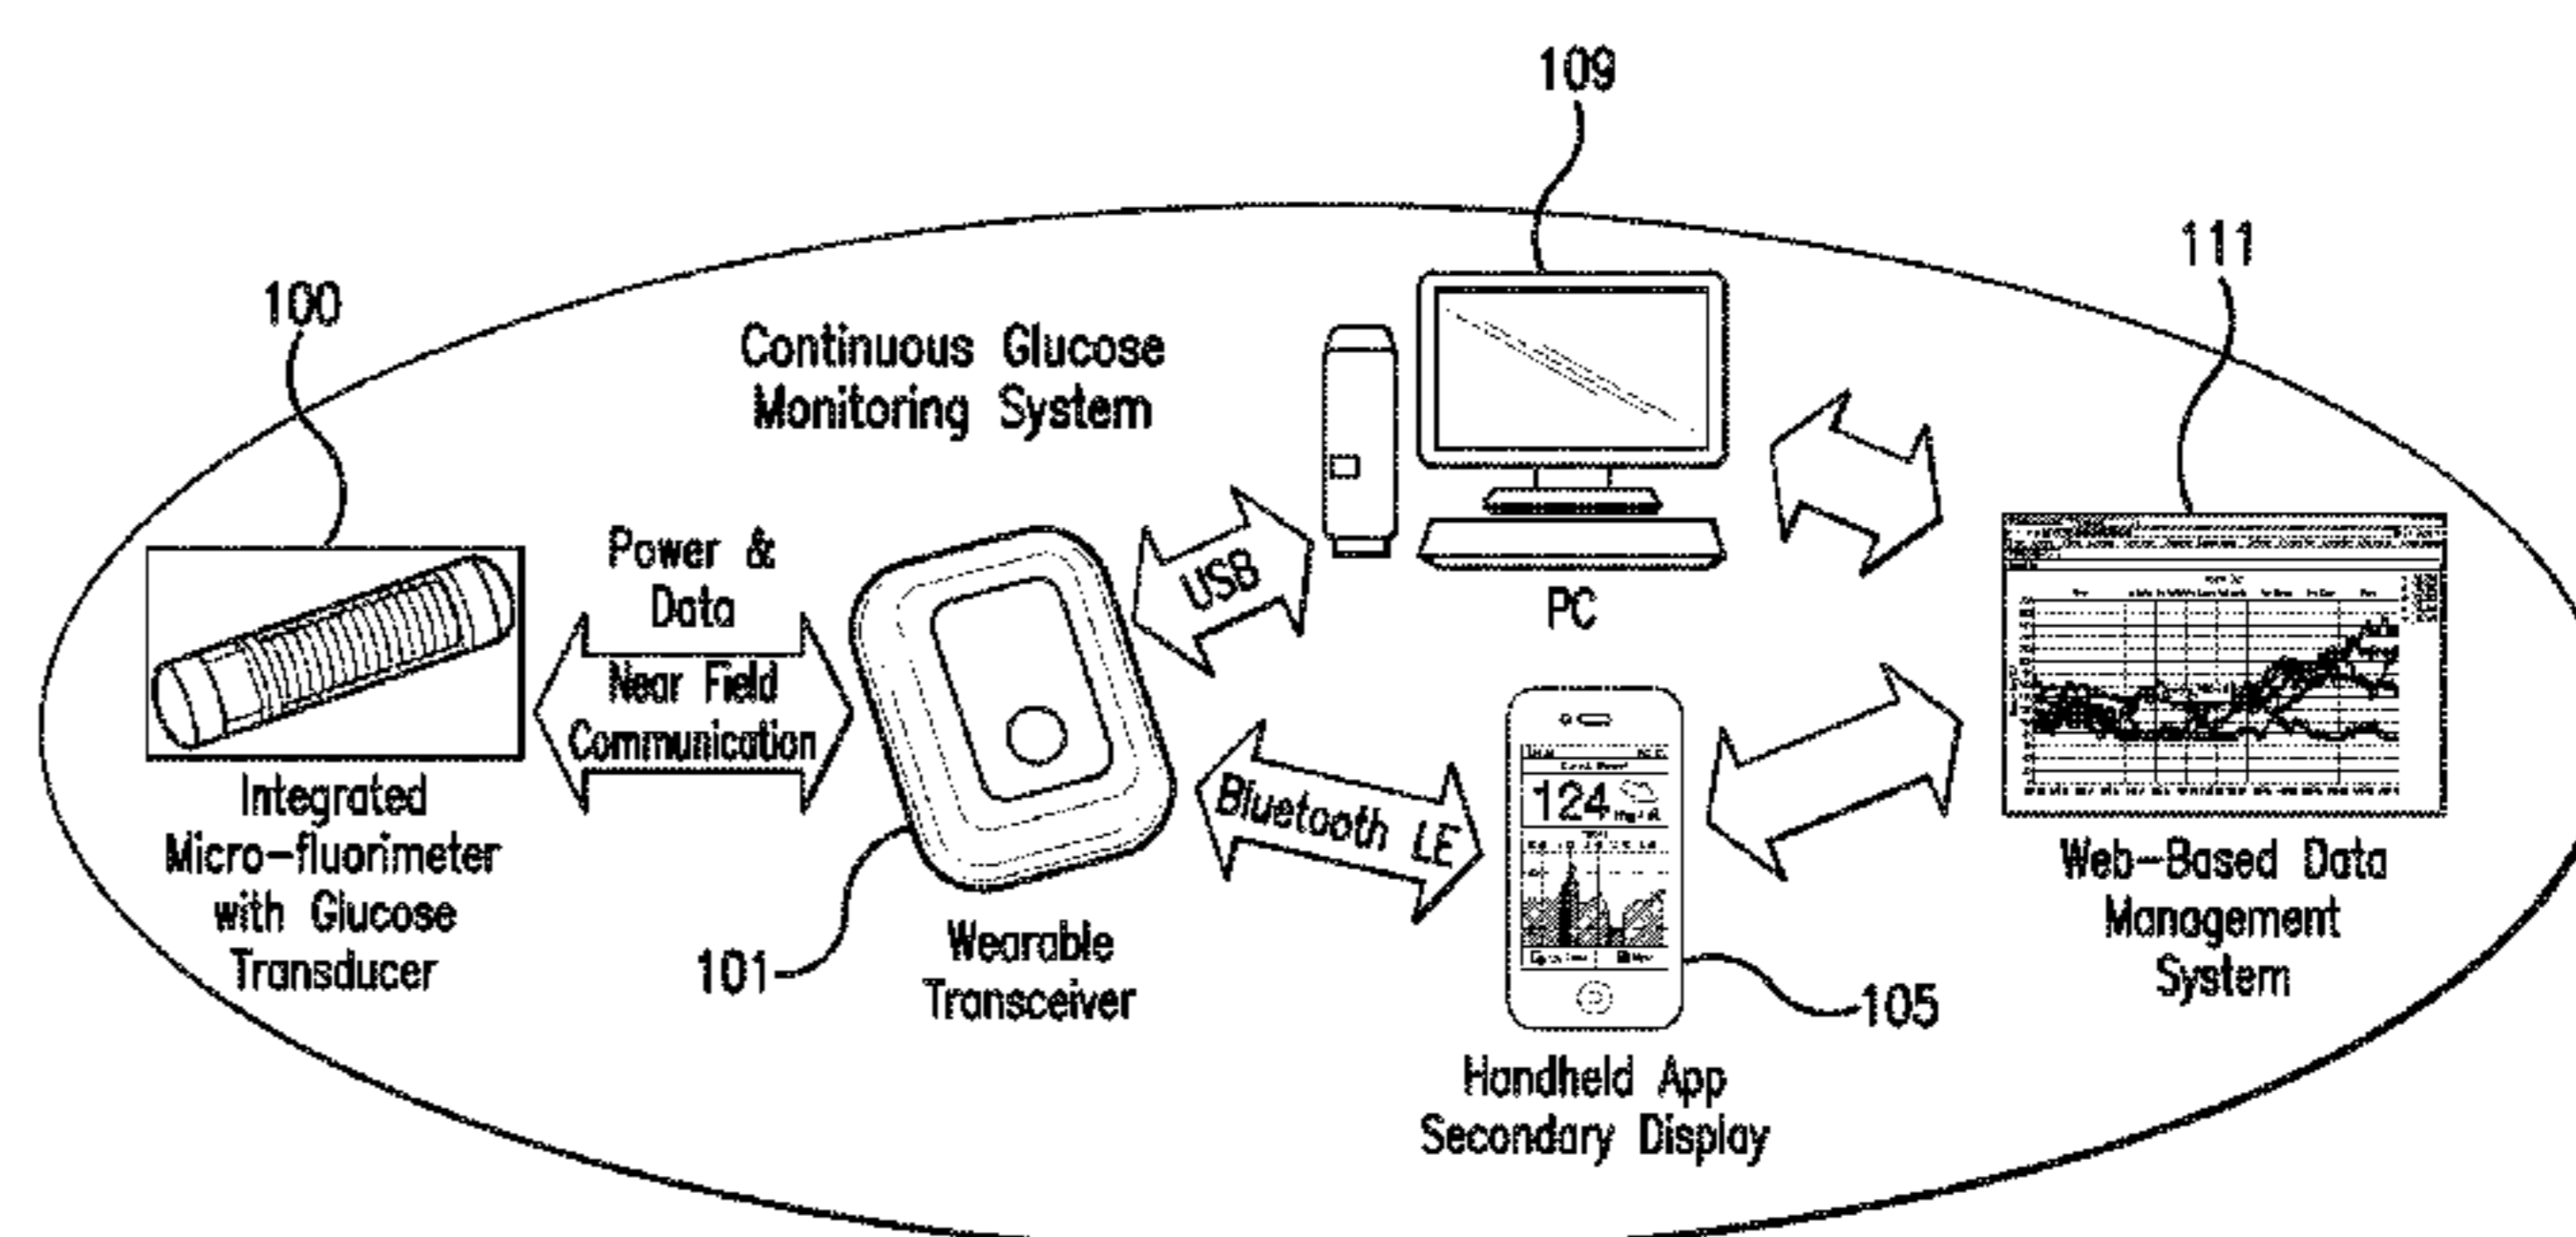 109
111
100
Continuous Glucose
Monitoring System
Power &
Data
Near Field
Communication
USB
PC
Bluetooth LE
124
Integrated
Micro-fluorimeter
with Glucose
Transducer
101
Wearable
Transceiver
105
Handheld App
Secondary Display
Web-Based Data
Management
System